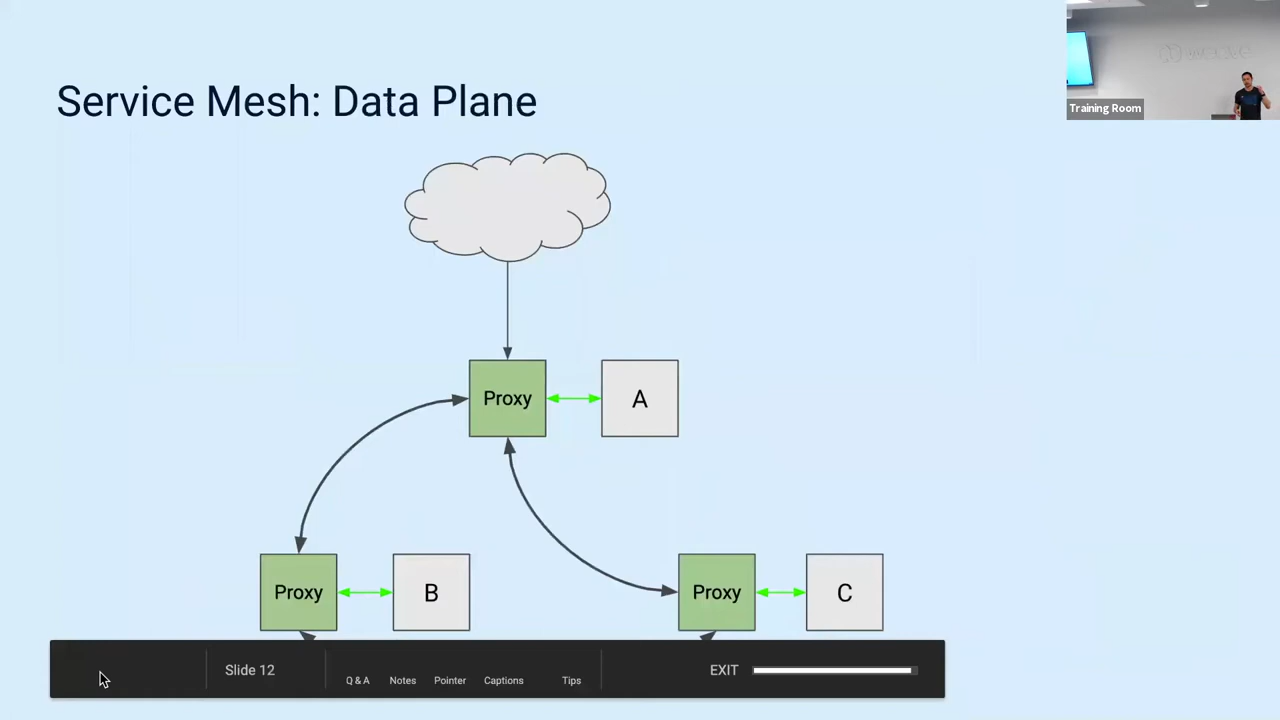 Service Mesh: Data Plane
Training Room
Proxy
A
Proxy
B
Proxy
C
Slide 12
Q & A
Notes
Pointer
Captions
Tips
EXIT